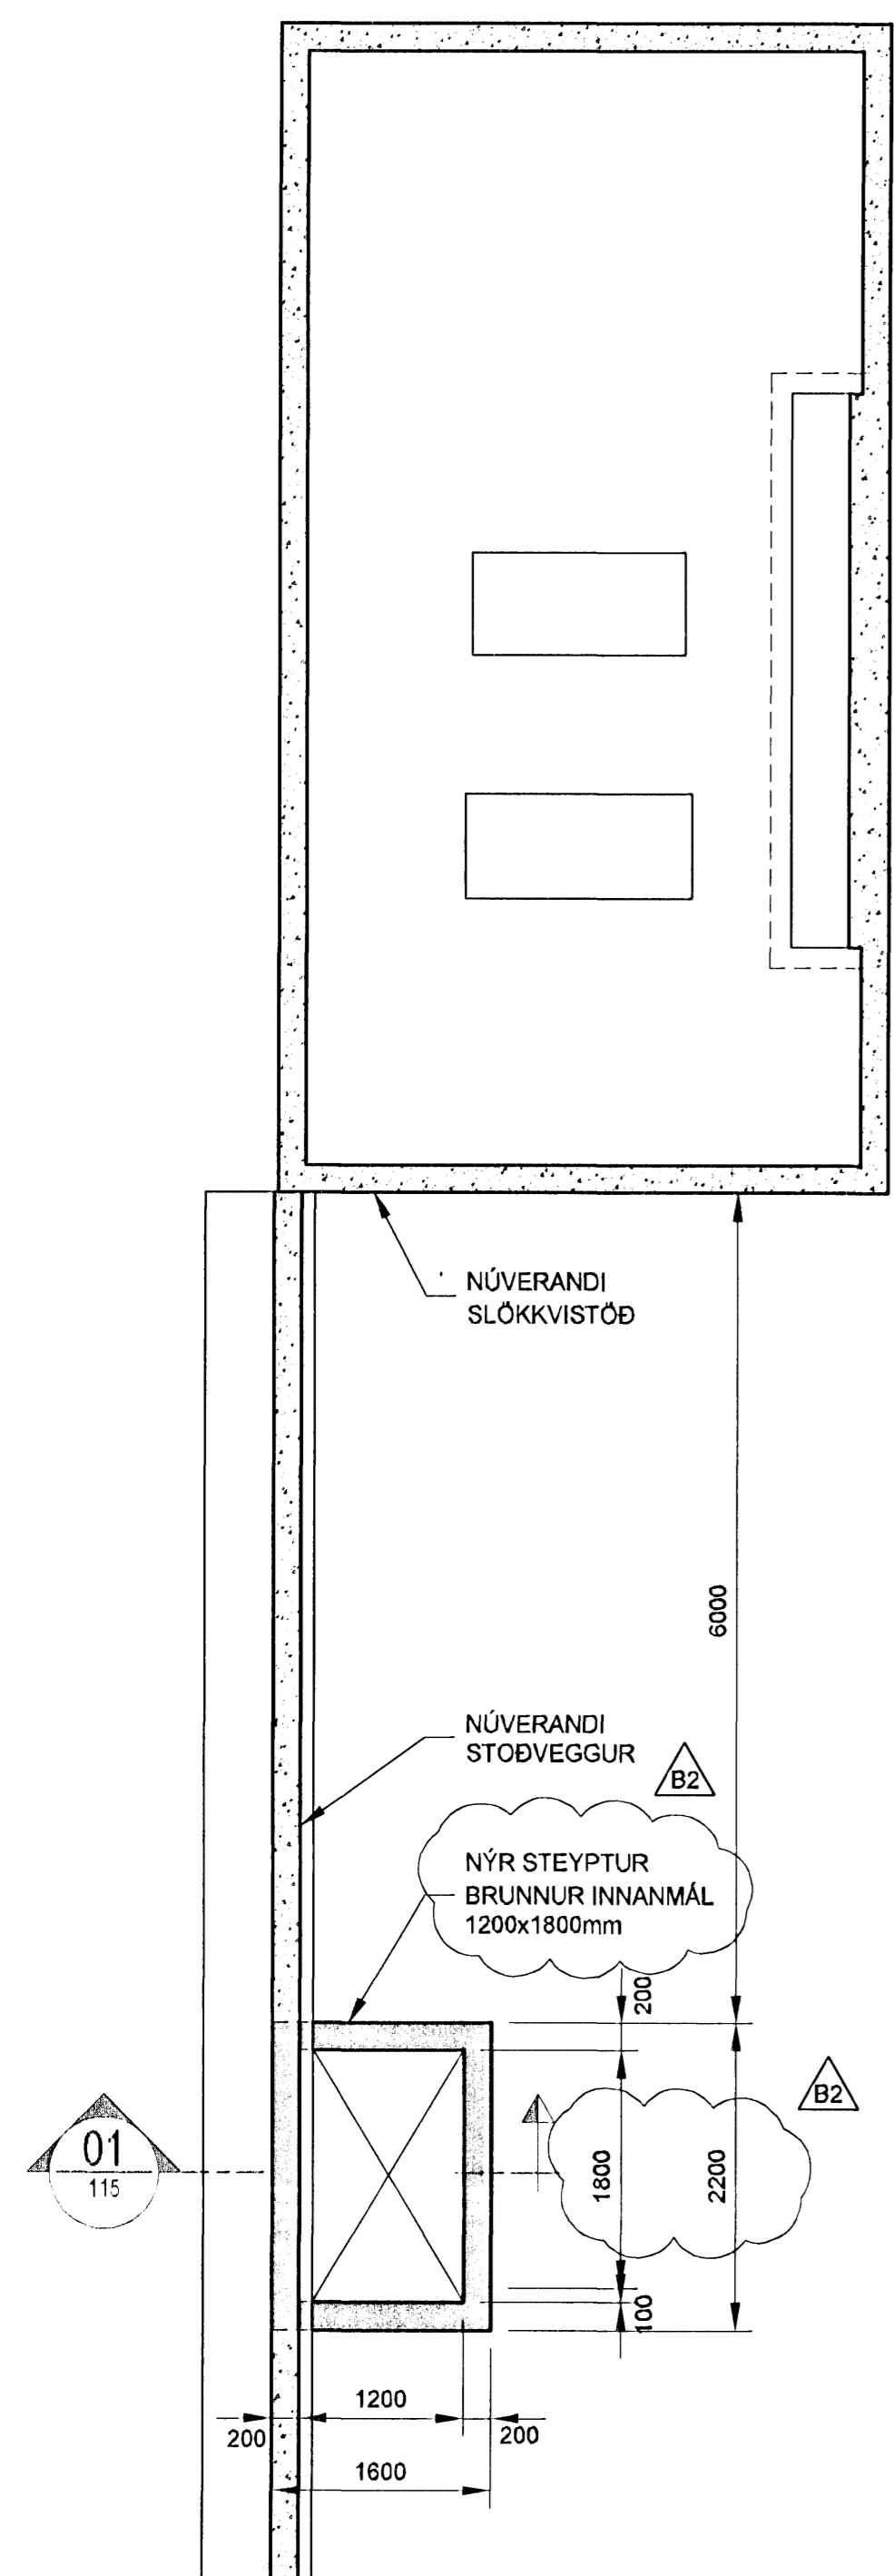 NÚVERANDI
SLÖKKVISTÖÐ
6000
NÚVERANDI
STOÐVEGGUR
B2
NÝR STEYPTUR
BRUNNUR INNANMÁL
1200x1800mm
200
B2
01
115
1800
2200
100
1200
200
200
1600